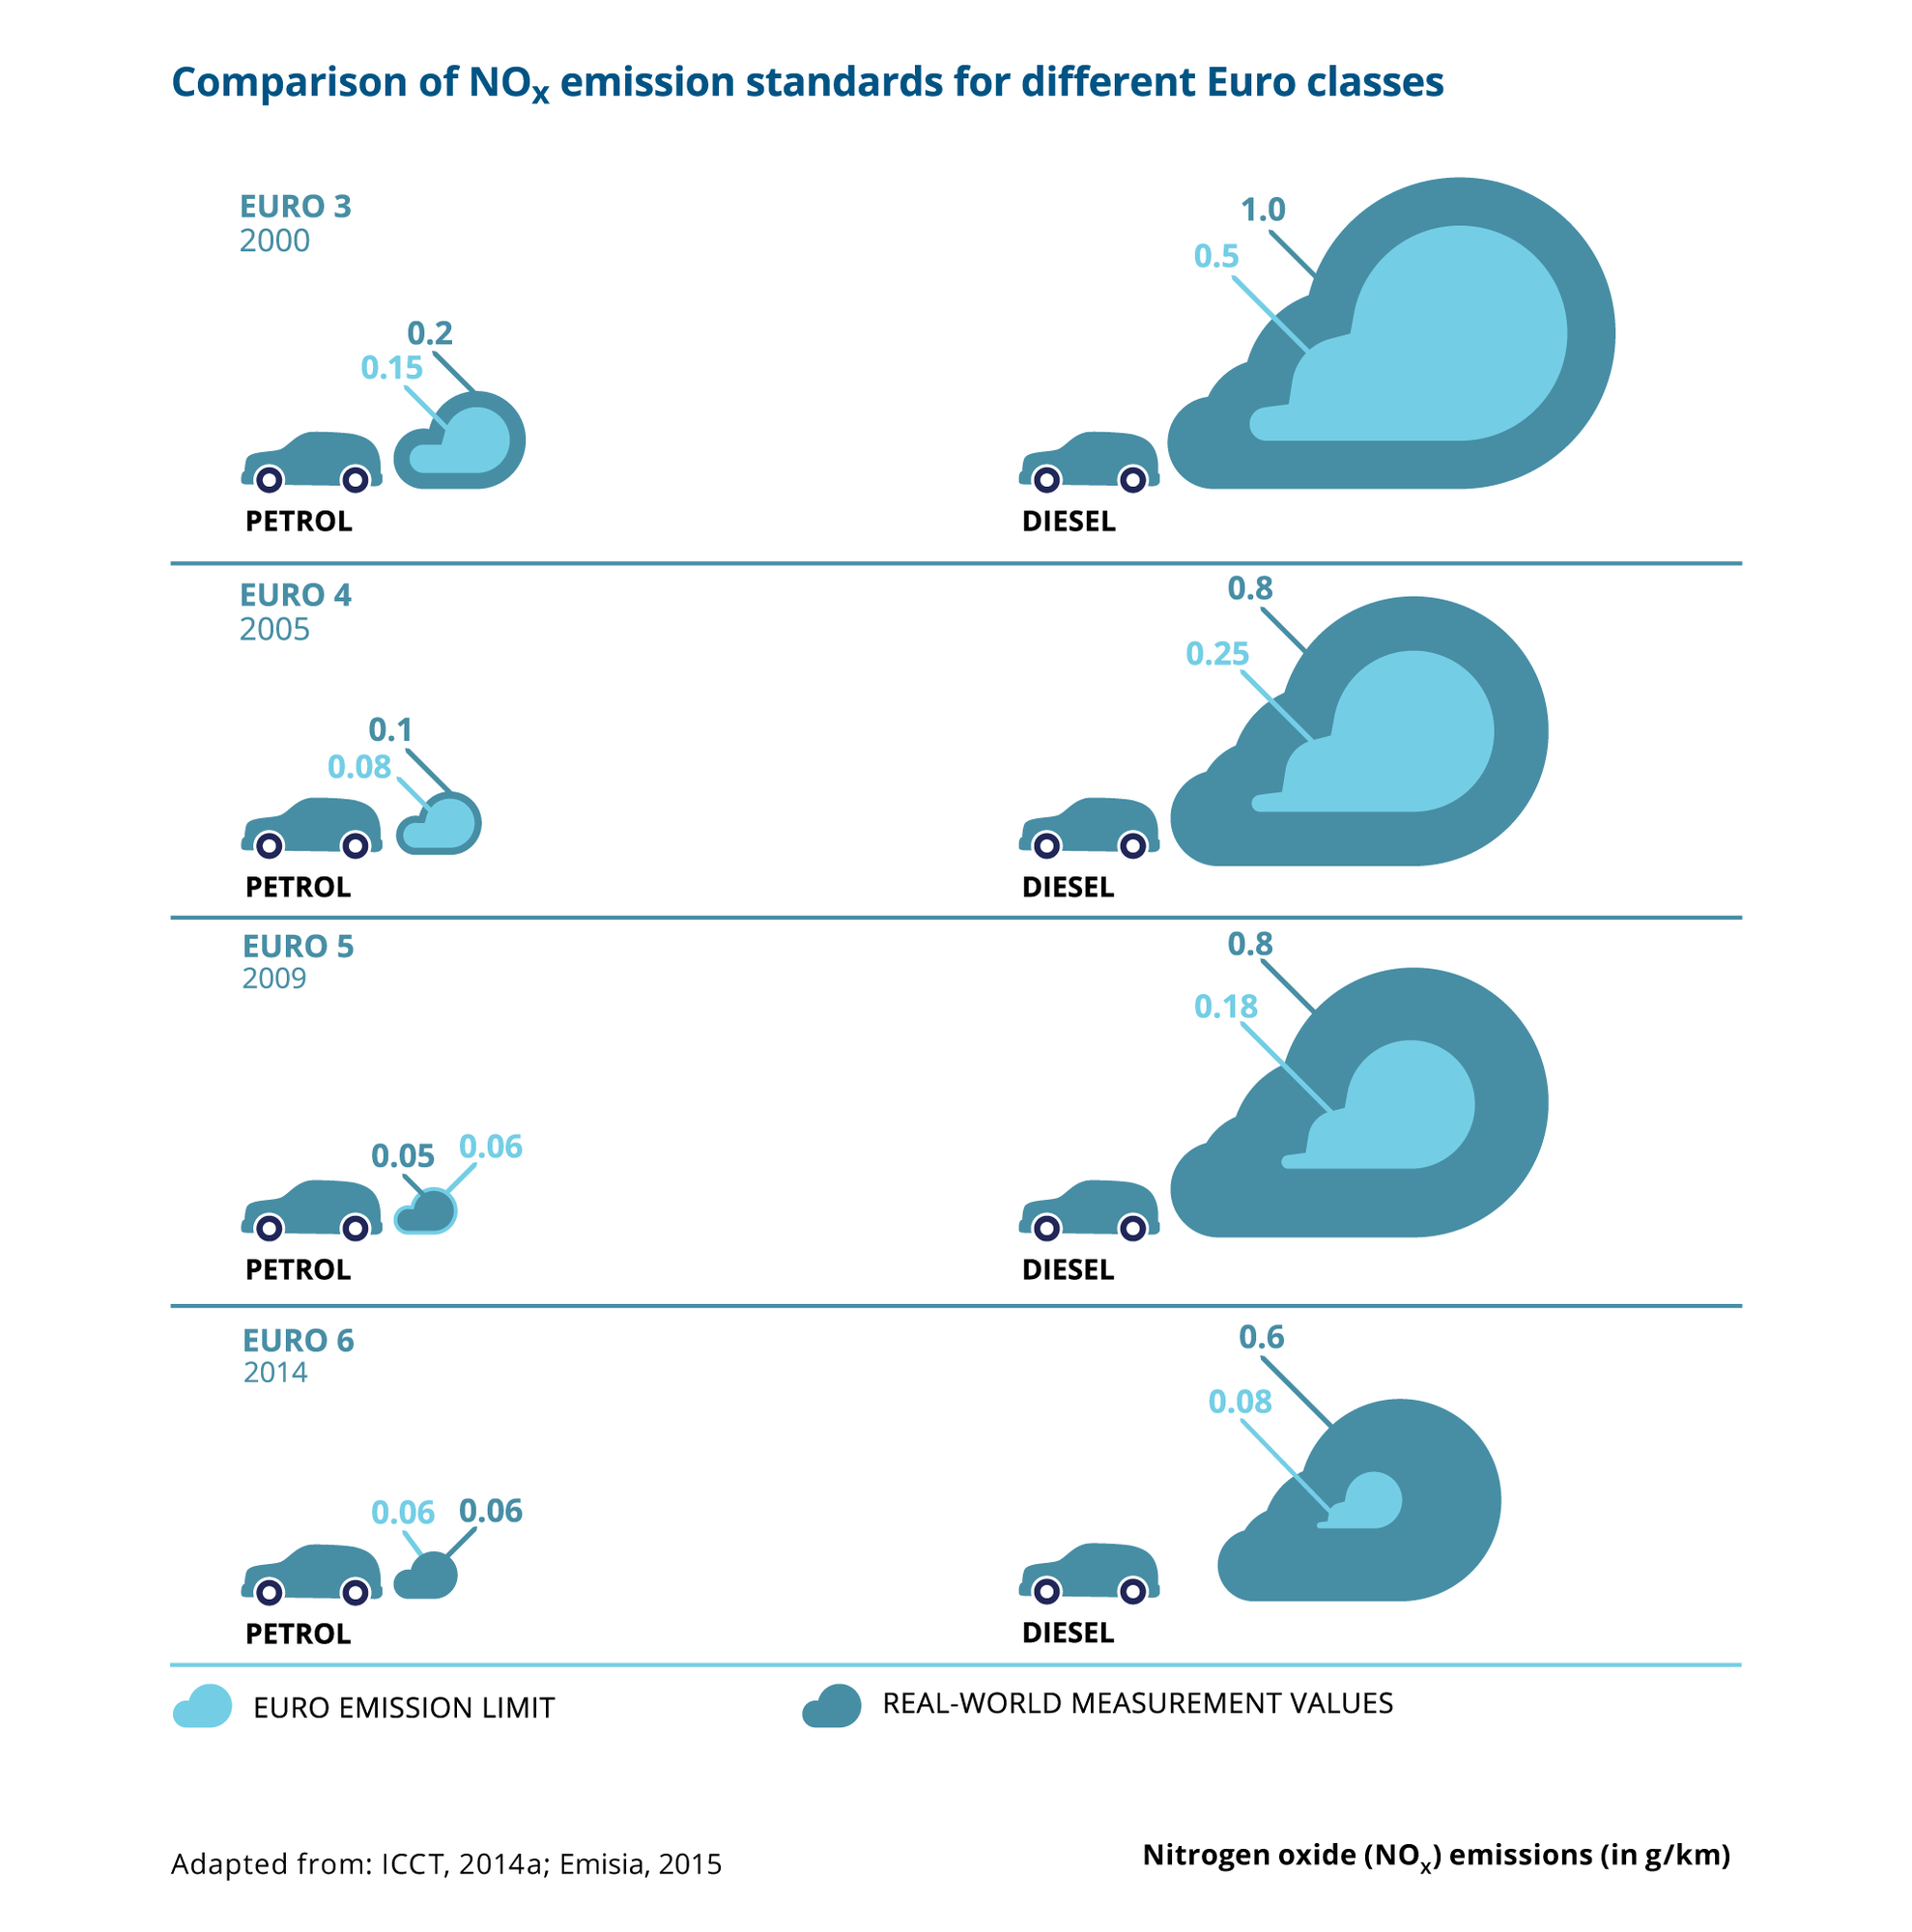 Comparison of NOx emission standards for different Euro classes
EURO 3
2000
0.2
0.15
PETROL
1.0
0.5
DIESEL
EURO 4
2005
0.1
0.08
PETROL
0.8
0.25
DIESEL
EURO 5
2009
0.05
0.06
PETROL
0.8
0.18
DIESEL
EURO 6
2014
0.06
0.06
PETROL
0.6
0.08
DIESEL
EURO EMISSION LIMIT
REAL-WORLD MEASUREMENT VALUES
Adapted from: ICCT, 2014a; Emisia, 2015
Nitrogen oxide (NOx) emissions (in g/km)